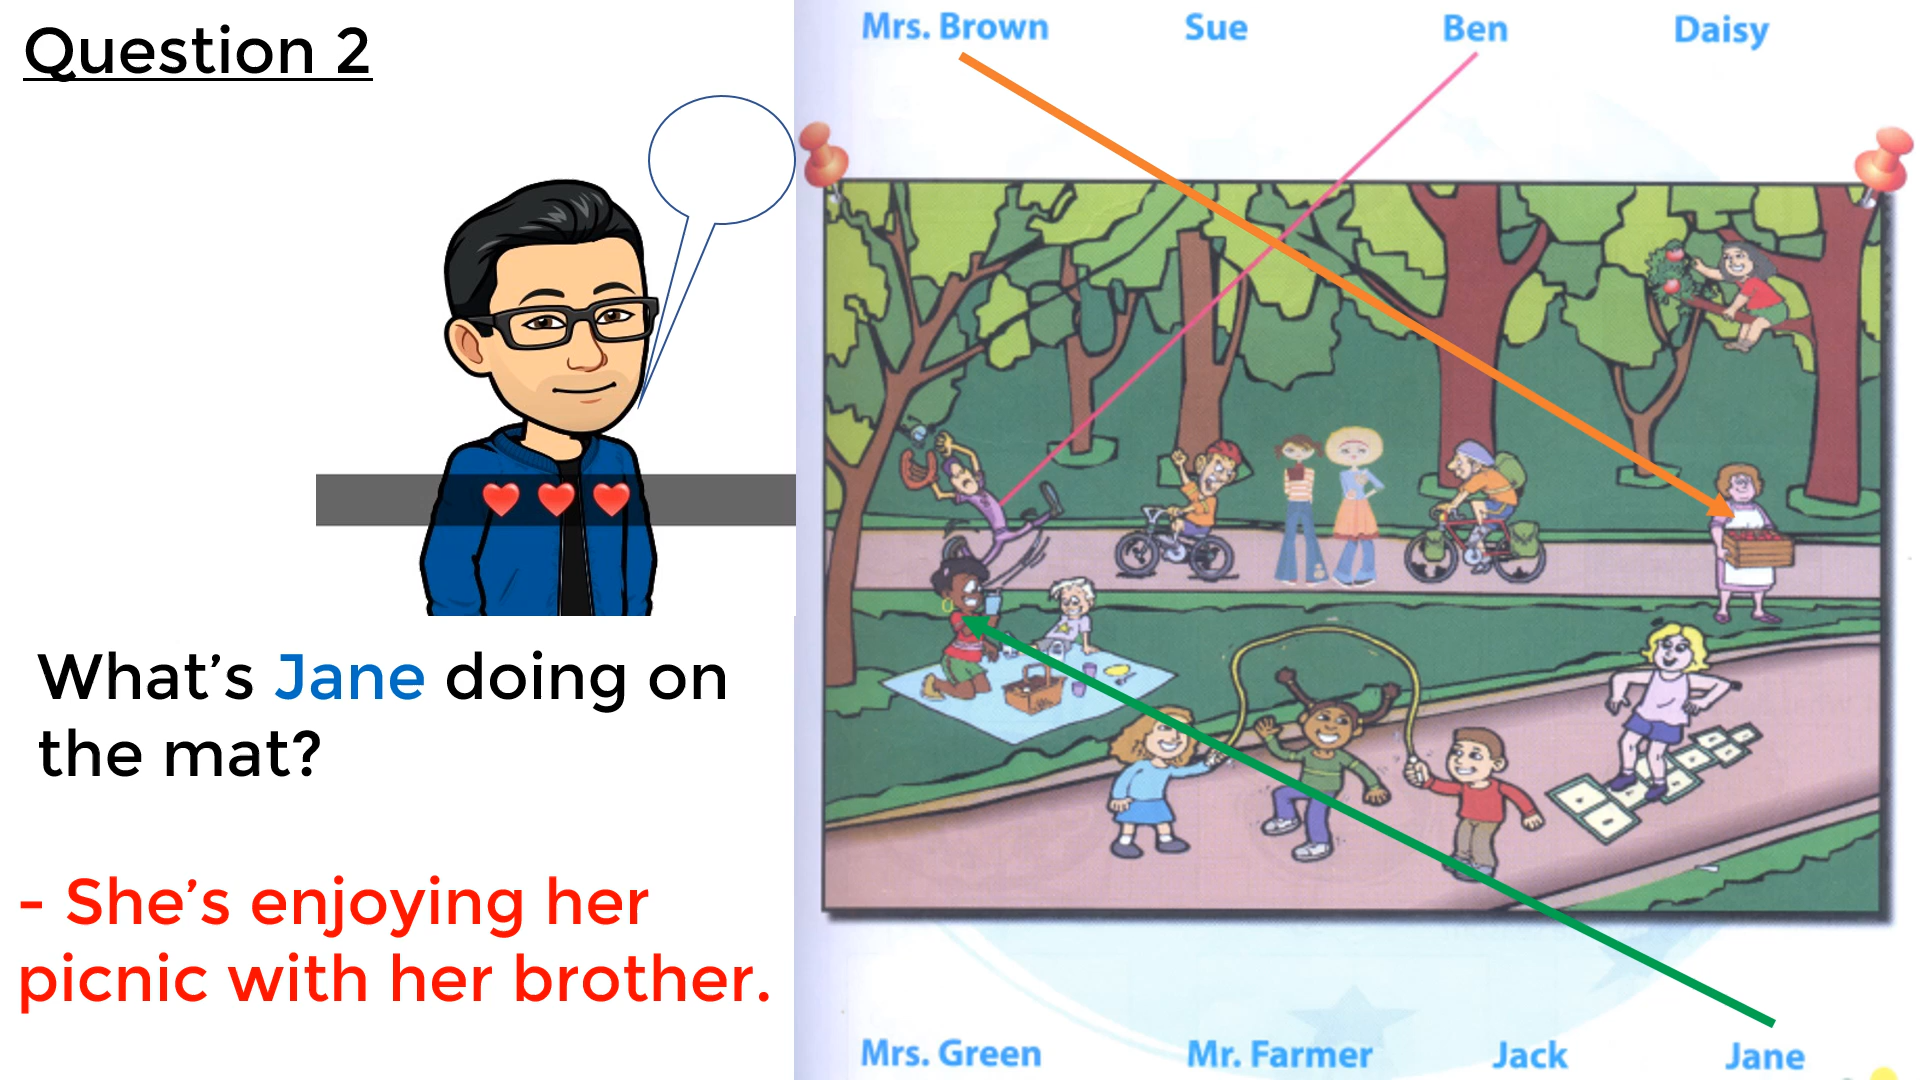 Question 2
What's Jane doing on
the mat?
- She's enjoying her
picnic with her brother.
Mrs. Brown Sue Ben Daisy
Mrs. Green Mr. Farmer Jack Jane